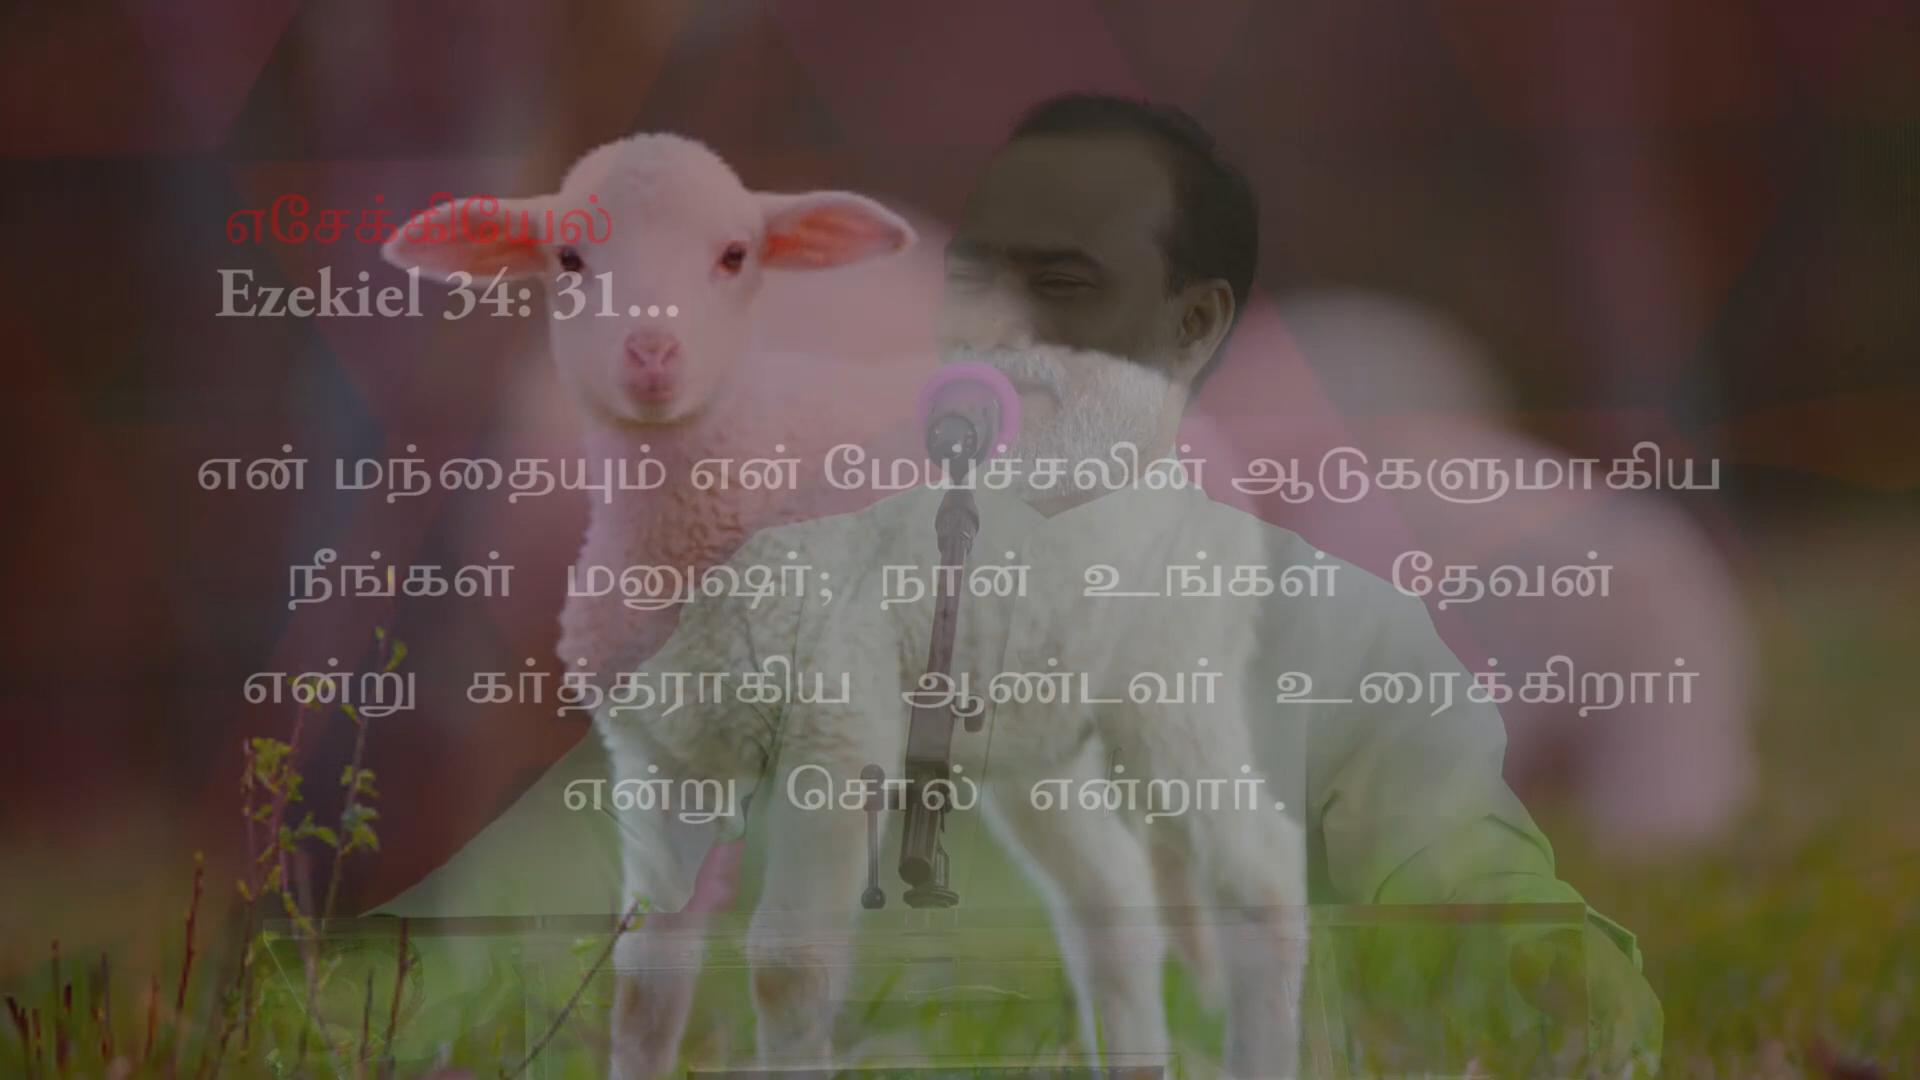 எசேக்கியேல்
Ezekiel 34: 31...
என் மந்தையும் என் மேய்ச்சலின் ஆடுகளுமாகிய
நீங்கள் மனுஷர்; நான் உங்கள் தேவன்
என்று கர்த்தராகிய ஆண்டவர் உரைக்கிறார்
என்று சொல் என்றார்.